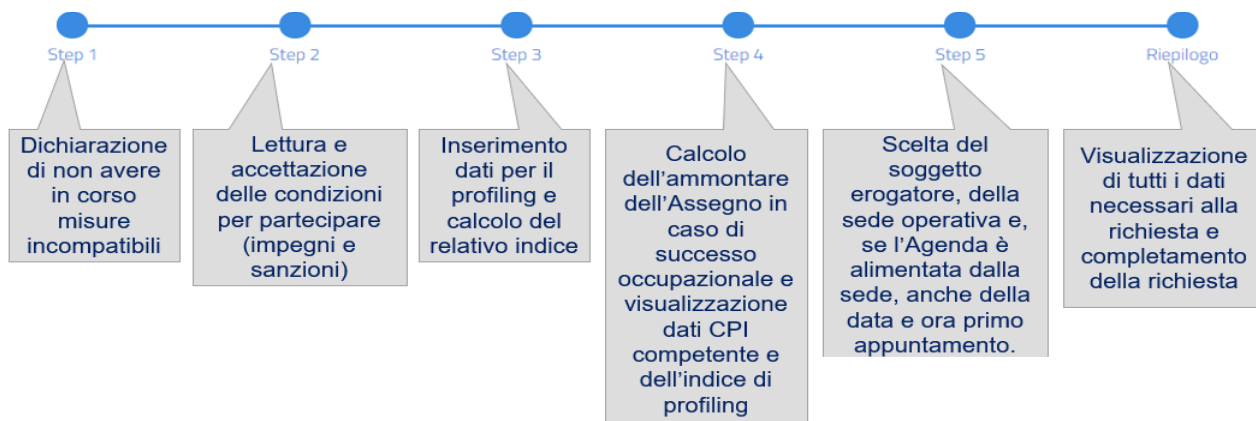 Step 1
Step 2
Step 3
Step 4
Step 5
Riepilogo
Dichiarazione
di non avere
in corso
misure
incompatibili
Lettura e
accettazione
delle condizioni
per partecipare
(impegni e
sanzioni)
Inserimento
dati per il
profiling e
calcolo del
relativo indice
Calcolo
dell'ammontare
dell'Assegno in
caso di
successo
occupazionale e
visualizzazione
dati CPI
competente e
dell'indice di
profiling
Scelta del
soggetto
erogatore, della
sede operativa e,
se l'Agenda è
alimentata dalla
sede, anche della
data e ora primo
appuntamento.
Visualizzazione
di tutti i dati
necessari alla
richiesta e
completamento
della richiesta